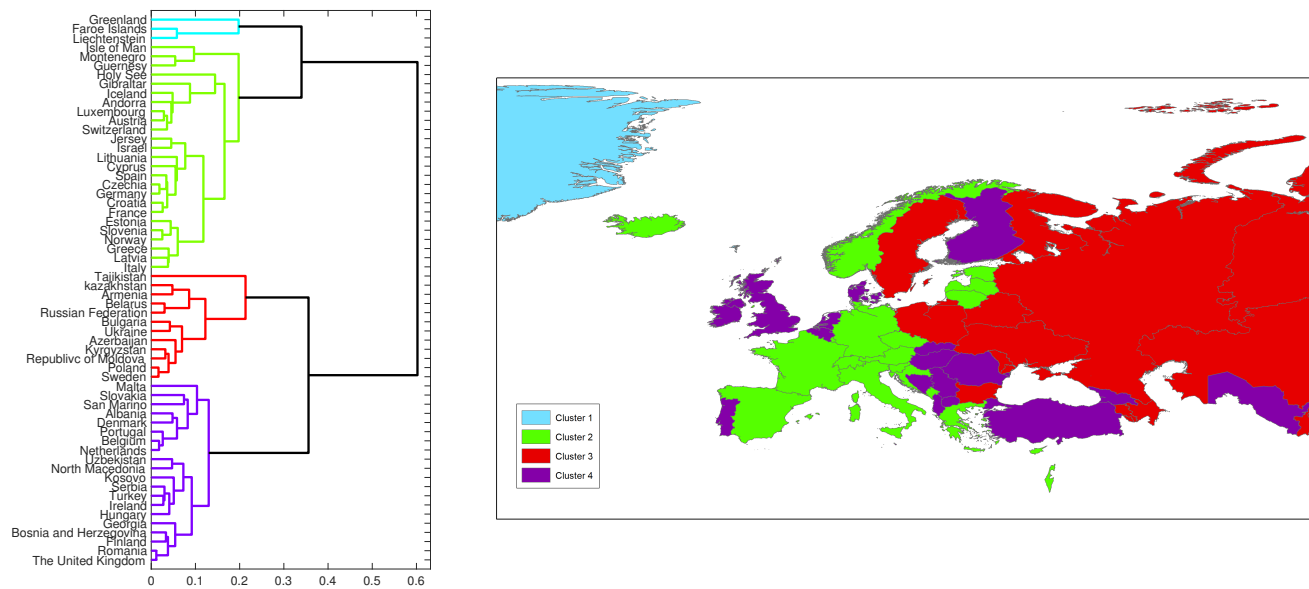 Greenland
Faroe Islands
Liechtenstein
Isle of Man
Montenegro
Guernesy
Holy See
Gibraltar
Iceland
Andorra
Luxembourg
Austria
Switzerland
Jersey
Israel
Lithuania
Cyprus
Spain
Czechia
Germany
Croatia
France
Estonia
Slovenia
Norway
Greece
Latvia
Italy
Tajikistan
kazakhstan
Armenia
Belarus
Russian Federation
Bulgaria
Ukraine
Azerbaijan
Kyrgyzstan
Republivc of Moldova
Poland
Sweden
Malta
Slovakia
San Marino
Albania
Denmark
Portugal
Belgium
Netherlands
Uzbekistan
North Macedonia
Kosovo
Serbia
Turkey
Ireland
Hungary
Georgia
Bosnia and Herzegovina
Finland
Romania
The United Kingdom
0 0.1 0.2 0.3 0.4 0.5 0.6
Cluster 1
Cluster 2
Cluster 3
Cluster 4